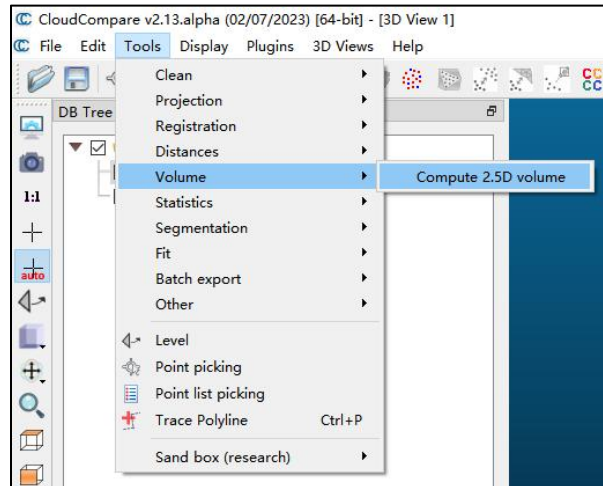 CloudCompare v2.13.alpha (02/07/2023) [64-bit] - [3D View 1]
File Edit Tools Display Plugins 3D Views Help
DB Tree
Clean
Projection
Registration
Distances
Volume
Compute 2.5D volume
Statistics
Segmentation
Fit
Batch export
Other
Level
Point picking
Point list picking
Trace Polyline Ctrl+P
Sand box (research)
1:1
auto
CC
CC